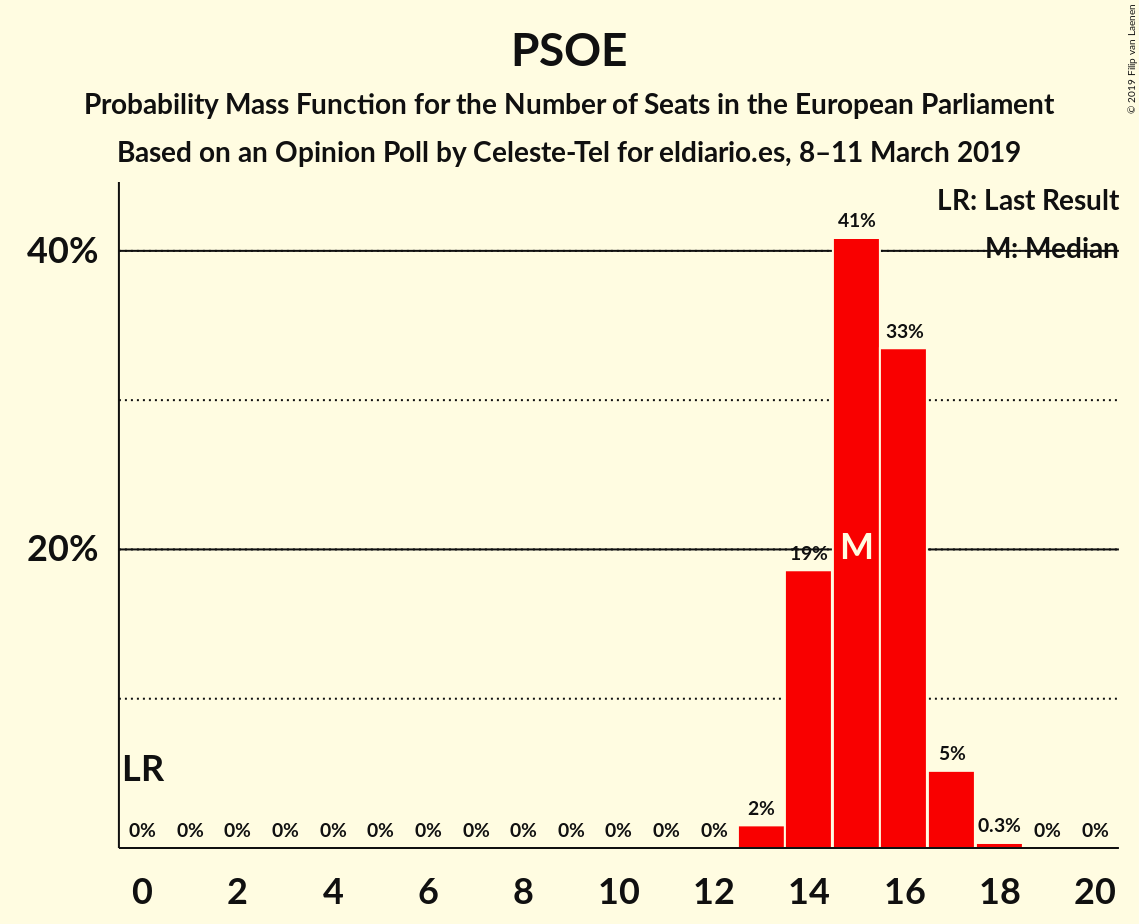 PSOE
Probability Mass Function for the Number of Seats in the European Parliament
Based on an Opinion Poll by Celeste-Tel for eldiario.es, 8–11 March 2019
© 2019 Filip van Laenen
LR: Last Result
M: Median
40%
20%
41%
33%
19%
M
5%
2%
0.3%
LR
0% 0% 0% 0% 0% 0% 0% 0% 0% 0% 0% 0% 0% 0% 0%
0 2 4 6 8 10 12 14 16 18 20